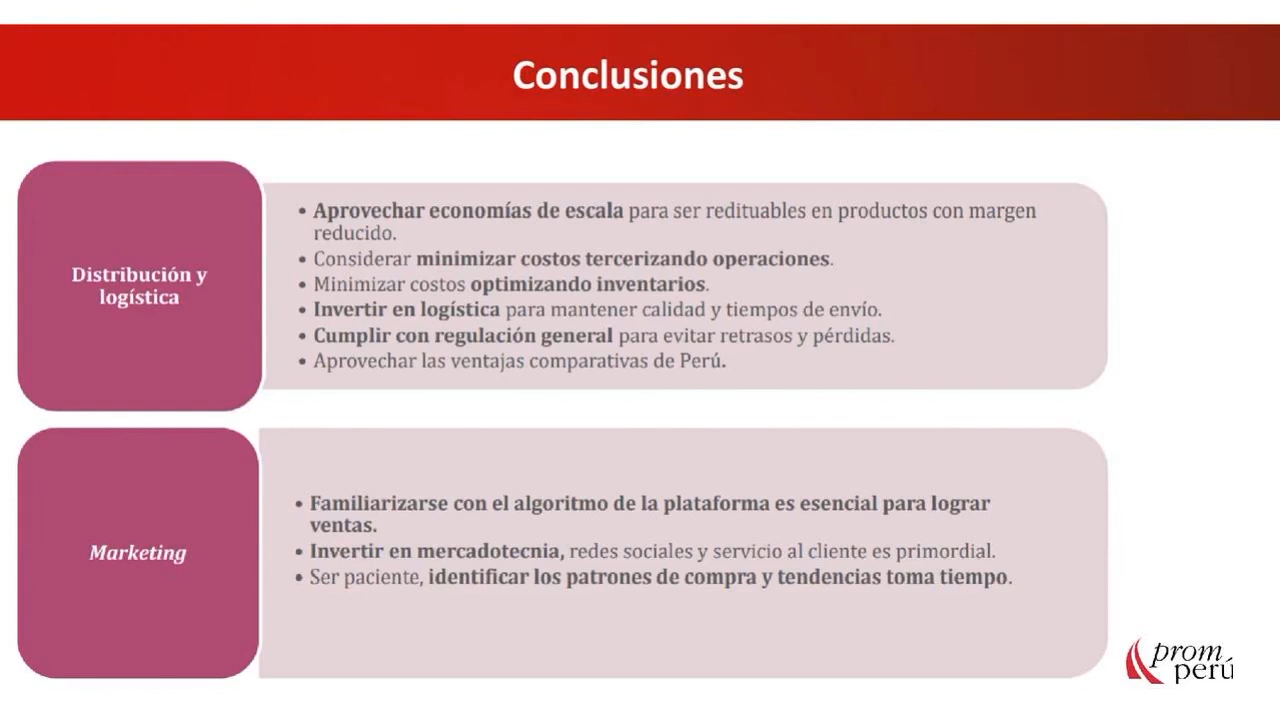 Conclusiones
Distribución y
logística
• Aprovechar economías de escala para ser redituables en productos con margen
reducido.
• Considerar minimizar costos tercerizando operaciones.
• Minimizar costos optimizando inventarios.
• Invertir en logística para mantener calidad y tiempos de envío.
• Cumplir con regulación general para evitar retrasos y pérdidas.
• Aprovechar las ventajas comparativas de Perú.
Marketing
• Familiarizarse con el algoritmo de la plataforma es esencial para lograr
ventas.
• Invertir en mercadotecnia, redes sociales y servicio al cliente es primordial.
• Ser paciente, identificar los patrones de compra y tendencias toma tiempo.
prom
perú